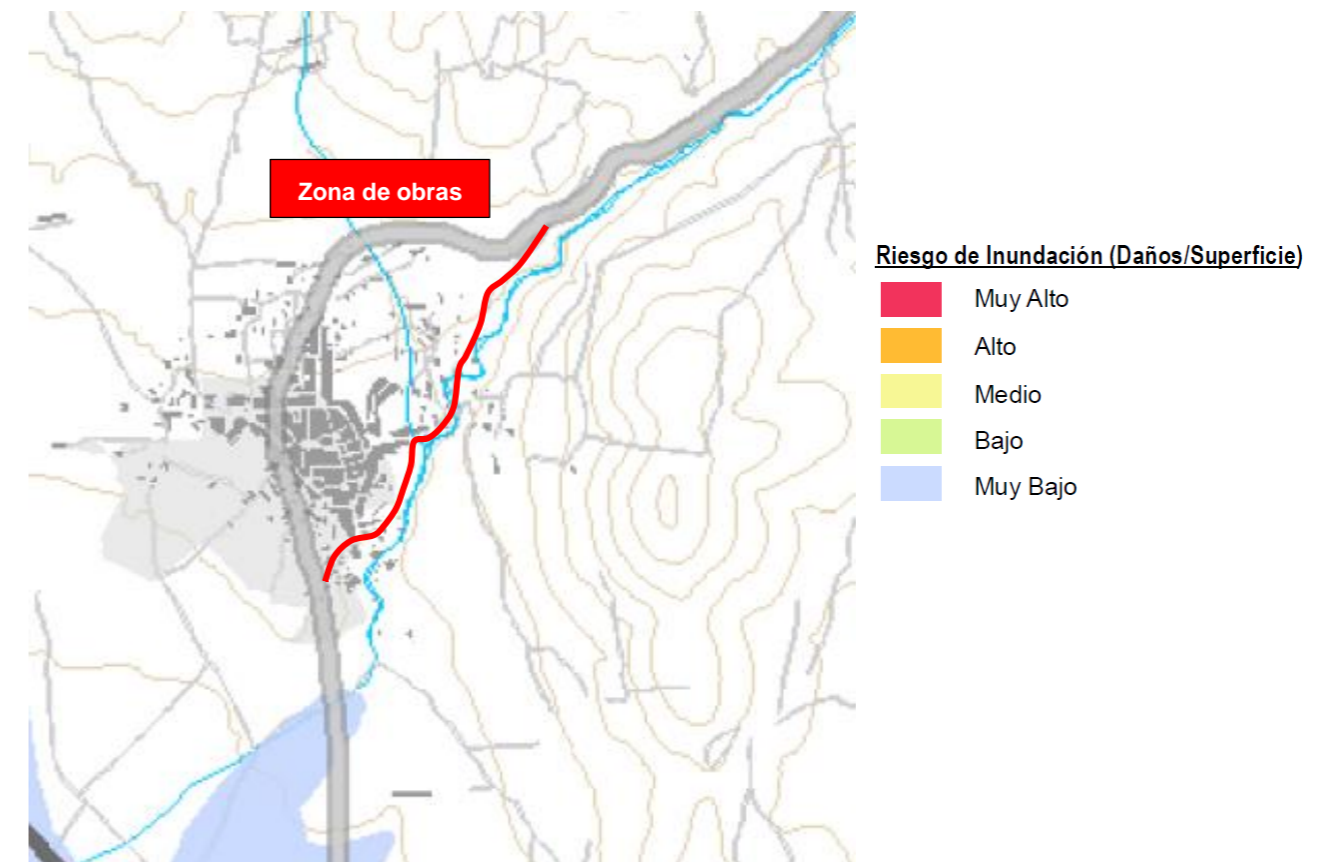 Zona de obras
Riesgo de Inundación (Daños/Superficie)
Muy Alto
Alto
Medio
Bajo
Muy Bajo